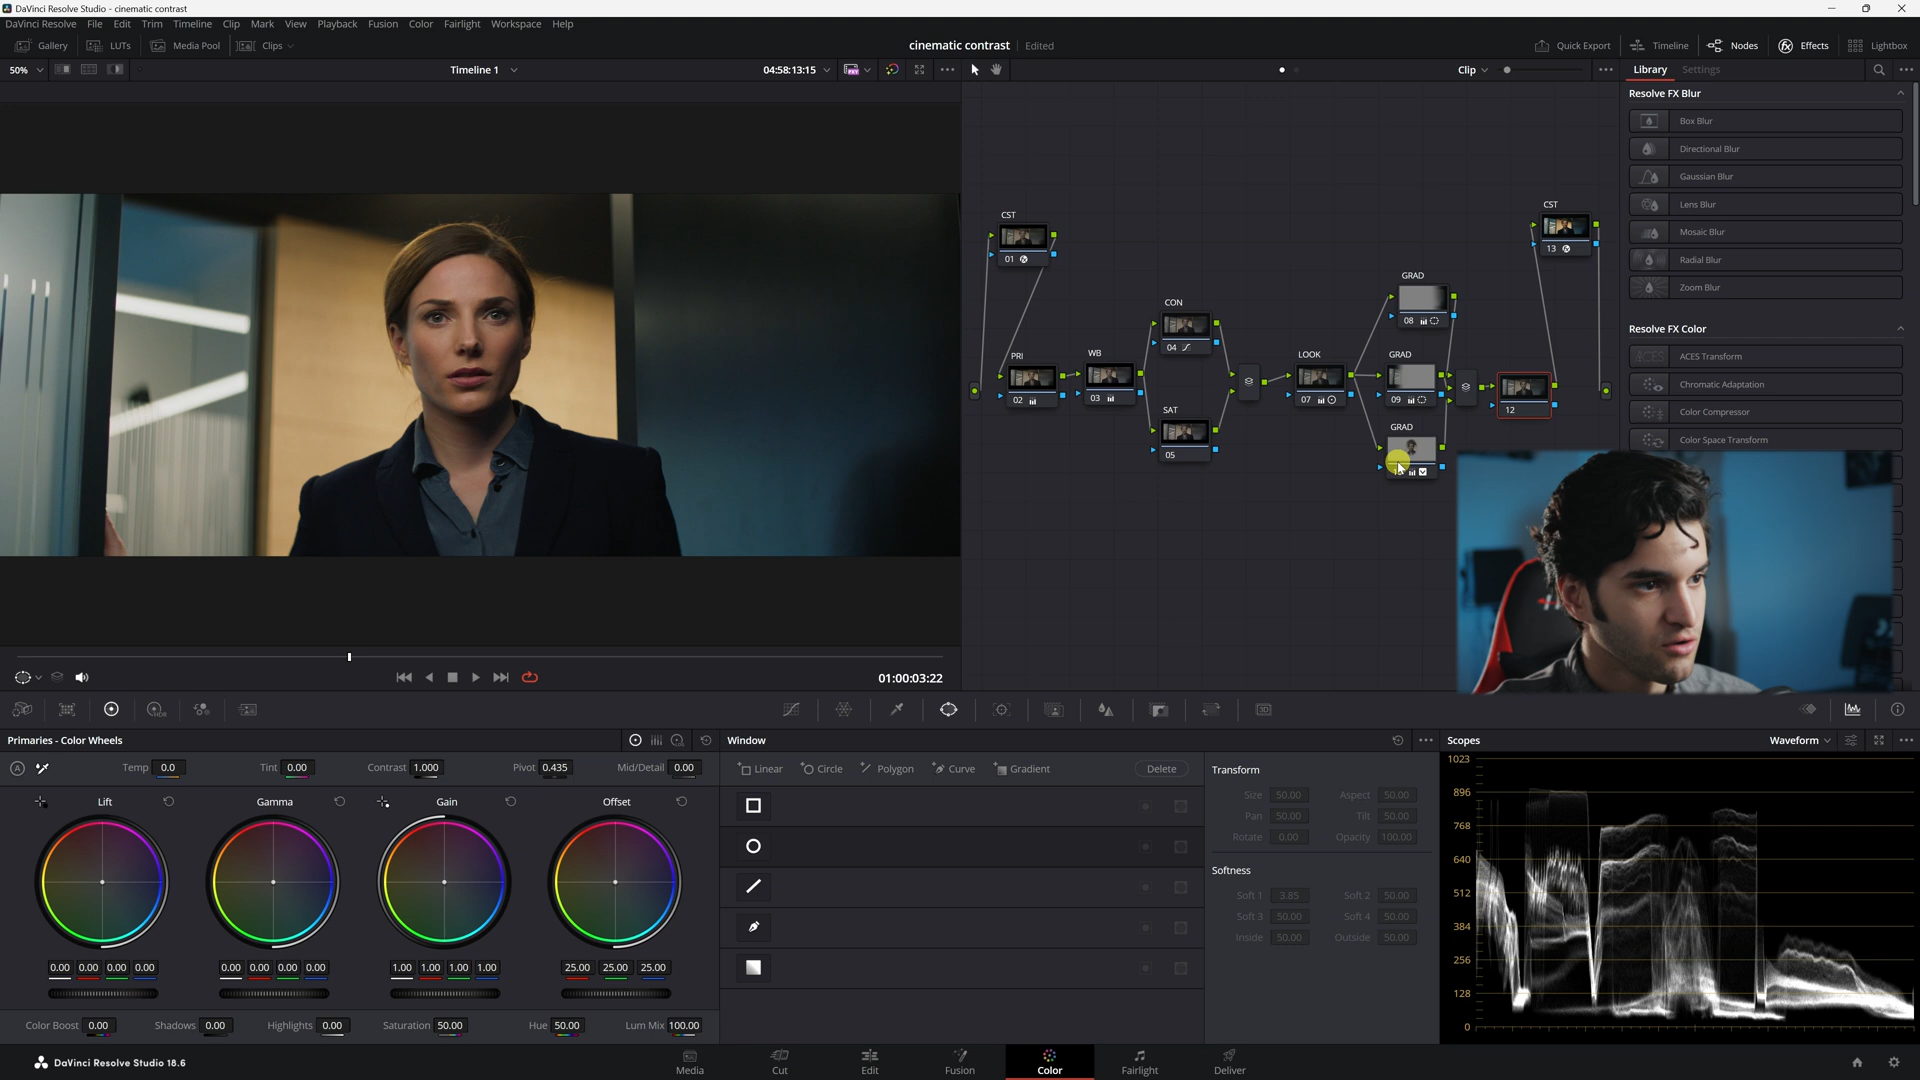 DaVinci Resolve Studio - cinematic contrast
DaVinci Resolve File Edit Trim Timeline Clip Mark View Playback Fusion Color Fairlight Workspace Help
Gallery LUTs Media Pool Clips cinematic contrast Edited Quick Export Timeline Nodes Effects Lightbox
50% Timeline 1 04:58:13:15 Clip Library Settings
Resolve FX Blur
Box Blur
Directional Blur
Gaussian Blur
Lens Blur
Mosaic Blur
Radial Blur
Zoom Blur
Resolve FX Color
ACES Transform
Chromatic Adaptation
Color Compressor
Color Space Transform
CST
01
PRI
02
WB
03
CON
04
SAT
05
LOOK
07
GRAD
08
GRAD
09
GRAD
12
CST
13
01:00:03:22
Primaries - Color Wheels
Temp 0.0 Tint 0.00 Contrast 1.000 Pivot 0.435 Mid/Detail 0.00
Lift Gamma Gain Offset
0.00 0.00 0.00 0.00 0.00 0.00 0.00 0.00 1.00 1.00 1.00 1.00 25.00 25.00 25.00
Color Boost 0.00 Shadows 0.00 Highlights 0.00 Saturation 50.00 Hue 50.00 Lum Mix 100.00
Window
Linear Circle Polygon Curve Gradient Delete
Transform
Size 50.00 Aspect 50.00
Pan 50.00 Tilt 50.00
Rotate 0.00 Opacity 100.00
Softness
Soft 1 3.85 Soft 2 50.00
Soft 3 50.00 Soft 4 50.00
Inside 50.00 Outside 50.00
Scopes Waveform
1023
896
768
640
512
384
256
128
0
DaVinci Resolve Studio 18.6
Media Cut Edit Fusion Color Fairlight Deliver